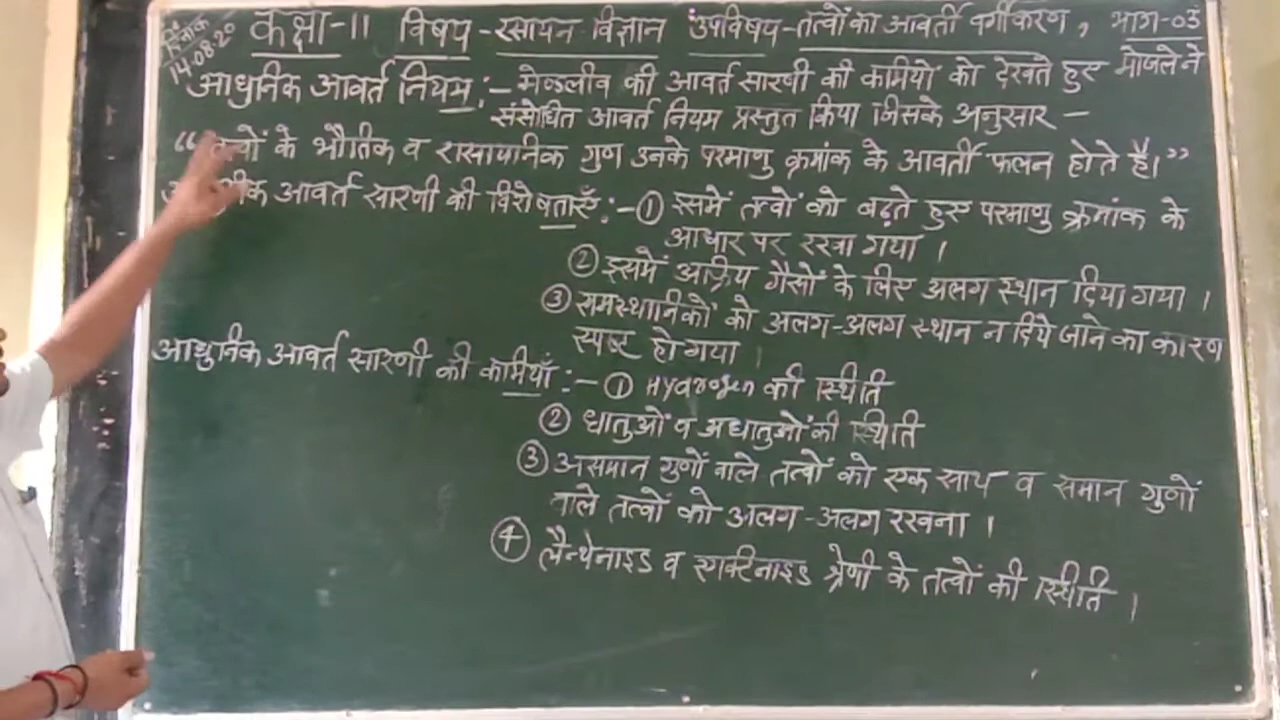 दिनांक
14-08-20
कक्षा-11 विषय-रसायन विज्ञान उपविषय-तत्वों का आवर्ती वर्गीकरण, भाग-03
आधुनिक आवर्त नियम:- मेण्डलीव की आवर्त सारणी की कमियों को देखते हुए मोजले ने
संसोधित आवर्त नियम प्रस्तुत किया जिसके अनुसार -
“तत्वों के भौतिक व रासायनिक गुण उनके परमाणु क्रमांक के आवर्ती फलन होते है।”
आवर्त सारणी की विशेषताएँ:- ① इसमें तत्वों को बढ़ते हुए परमाणु क्रमांक के
आधार पर रखा गया ।
② इसमें अक्रिय गैसों के लिए अलग स्थान दिया गया ।
③ समस्थानिकों को अलग-अलग स्थान न दिये जाने का कारण
स्पष्ट हो गया ।
आधुनिक आवर्त सारणी की कमियाँ:- ① Hydrogen की स्थिति
② धातुओं व अधातुओं की स्थिति
③ असमान गुणों वाले तत्वों को एक साथ व समान गुणों
वाले तत्वों को अलग-अलग रखना ।
④ लैन्थेनाइड व एक्टिनाइड श्रेणी के तत्वों की स्थिति ।